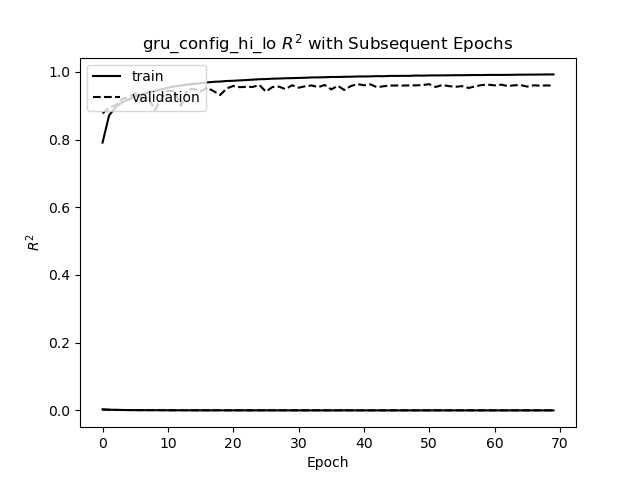 gru_config_hi_lo R² with Subsequent Epochs
train
validation
1.0
0.8
0.6
0.4
0.2
0.0
R²
0 10 20 30 40 50 60 70
Epoch